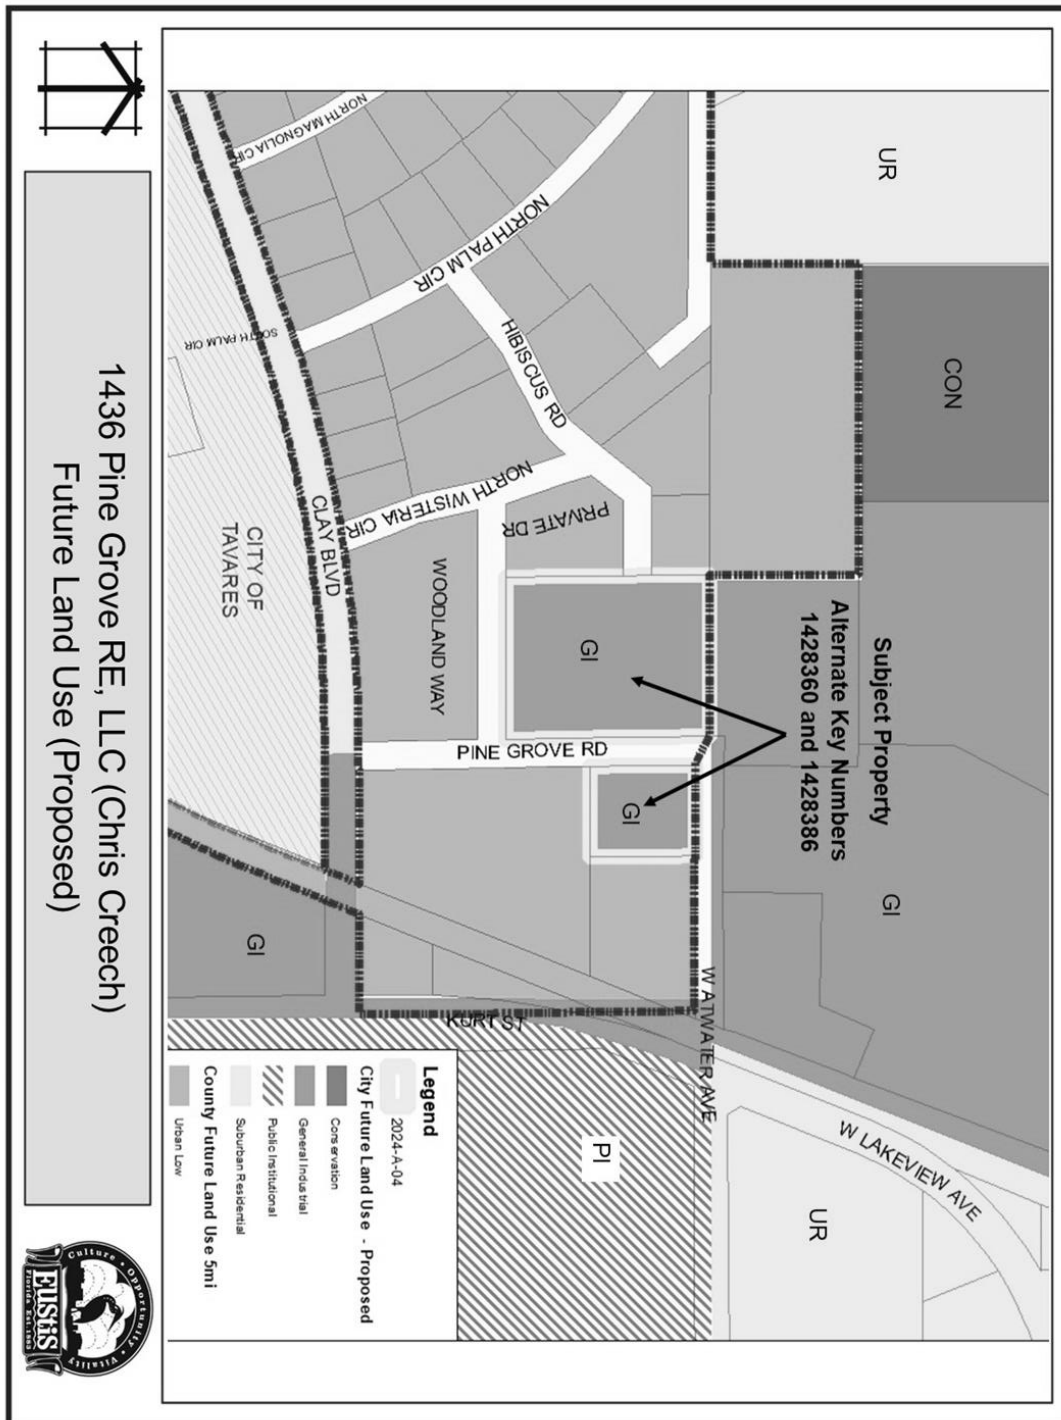 UR
CON
NORTH MAGNOLIA CIR
NORTH PALM CIR
SOUTH PALM CIR
HIBISCUS RD
NORTH WISTERIA CIR
PRIVATE DR
CLAY BLVD
CITY OF
TAVARES
WOODLAND WAY
GI
PINE GROVE RD
GI
Subject Property
Alternate Key Numbers
1428360 and 1428386
GI
GI
W ATWATER AVE
KURT ST
W LAKEVIEW AVE
PI
UR
Legend
2024-A-04
City Future Land Use - Proposed
Conservation
General Industrial
Public Institutional
Suburban Residential
County Future Land Use 5mi
Urban Low
1436 Pine Grove RE, LLC (Chris Creech)
Future Land Use (Proposed)
Culture • Opportunity • Vitality
EUSTIS
Florida, Est. 1883